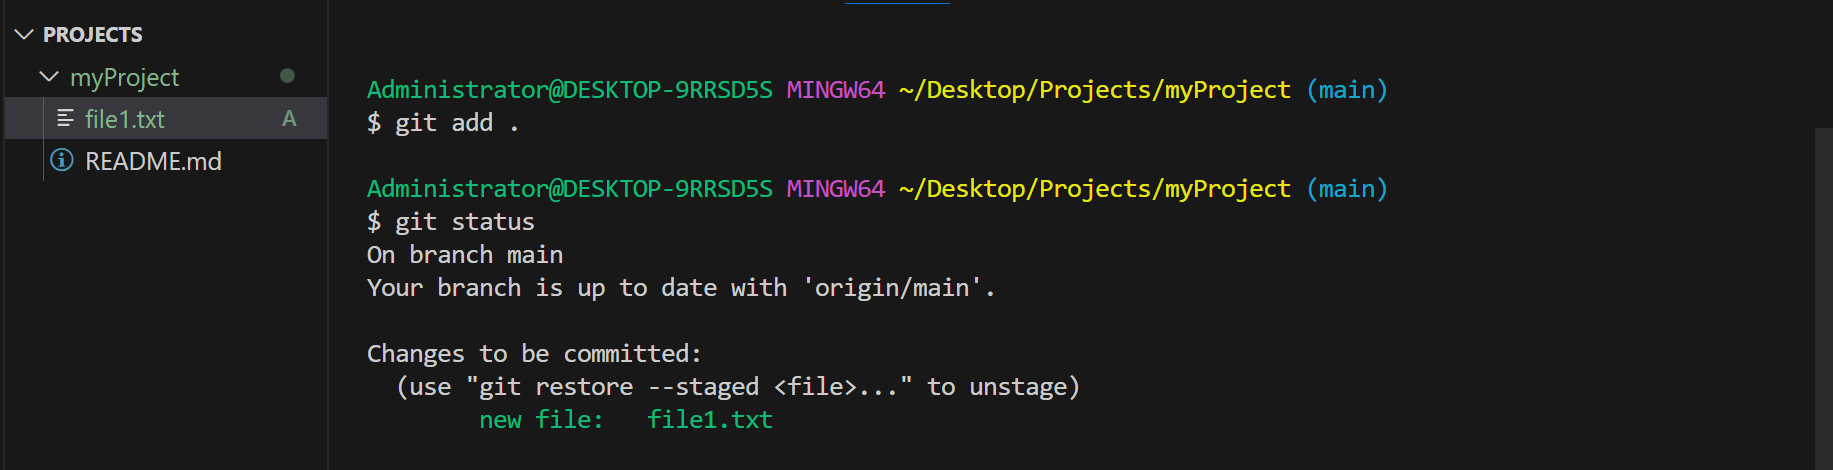 PROJECTS
myProject
file1.txt A
README.md
Administrator@DESKTOP-9RRSD5S MINGW64 ~/Desktop/Projects/myProject (main)
$ git add .
Administrator@DESKTOP-9RRSD5S MINGW64 ~/Desktop/Projects/myProject (main)
$ git status
On branch main
Your branch is up to date with 'origin/main'.
Changes to be committed:
(use "git restore --staged <file>..." to unstage)
new file: file1.txt